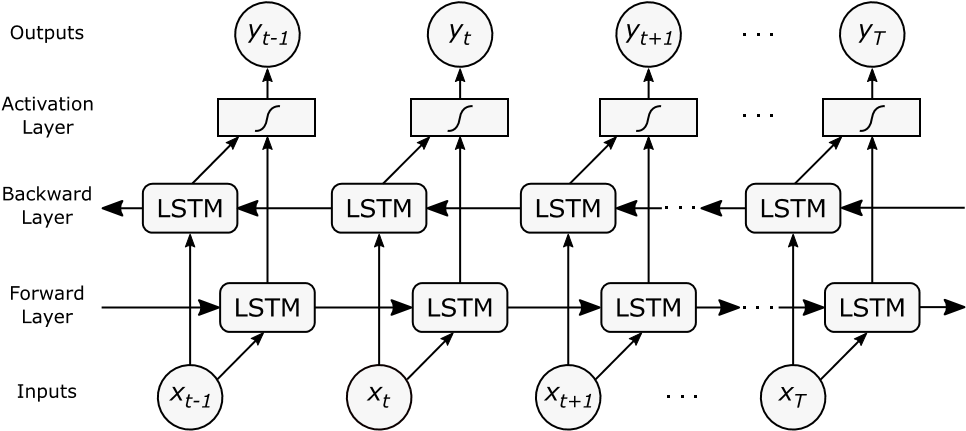 Outputs
y_{t-1} y_t y_{t+1} . . . y_T
Activation
Layer
. . .
Backward
Layer
LSTM LSTM LSTM . . . LSTM
Forward
Layer
LSTM LSTM LSTM . . . LSTM
Inputs
x_{t-1} x_t x_{t+1} . . . x_T